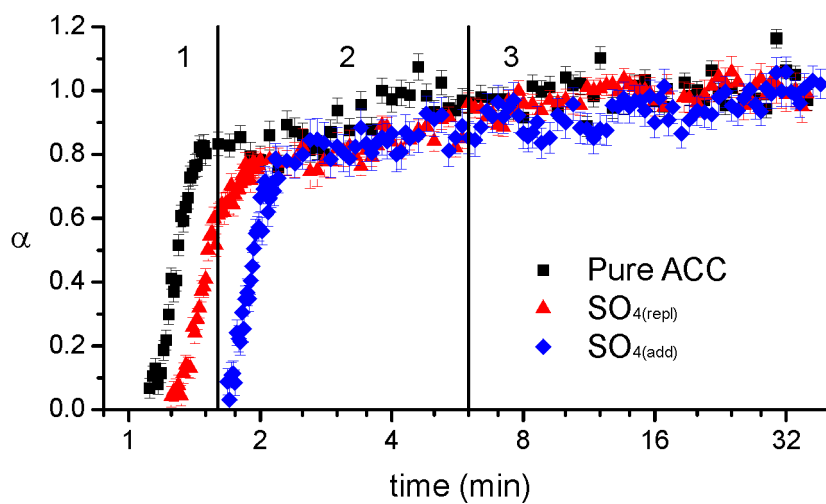 1.2
1 2 3
1.0
0.8
0.6
α
0.4
0.2
0.0
Pure ACC
SO4(repl)
SO4(add)
1 2 4 8 16 32
time (min)